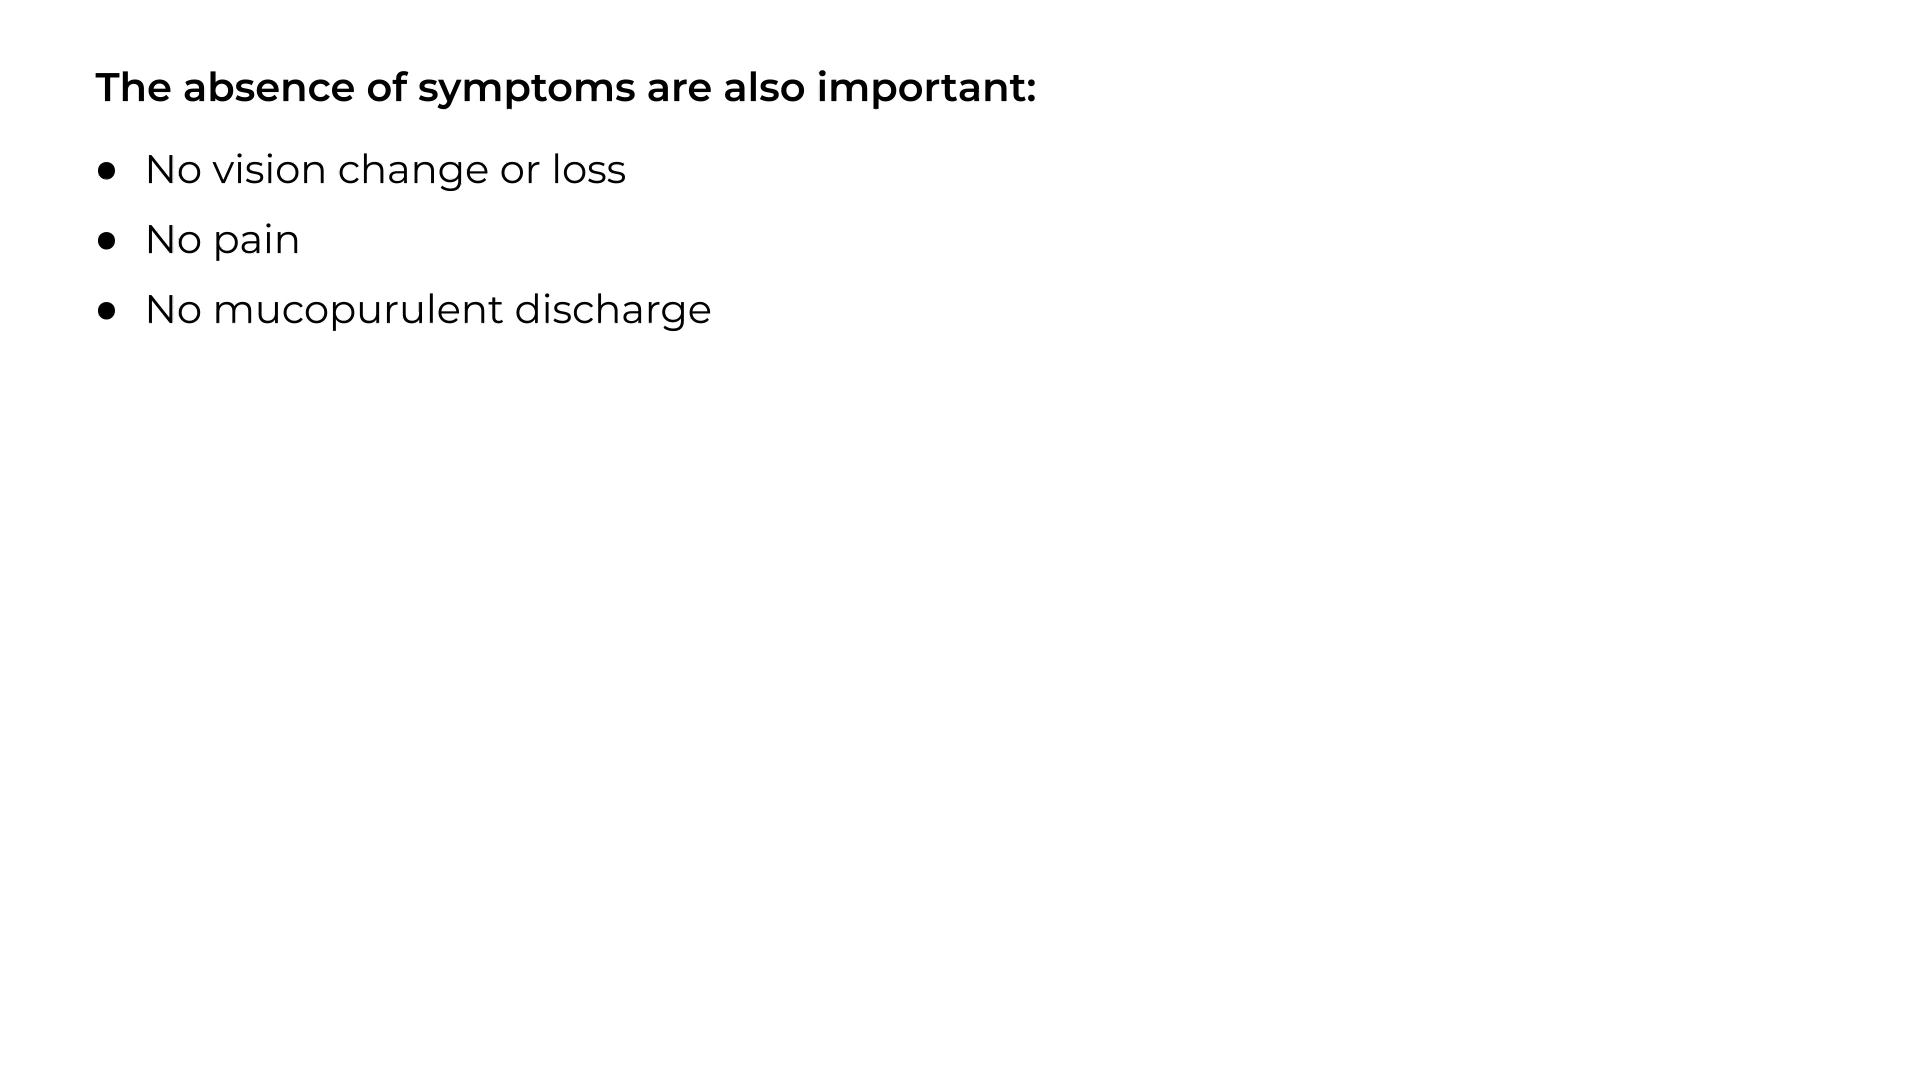 The absence of symptoms are also important:
● No vision change or loss
● No pain
● No mucopurulent discharge